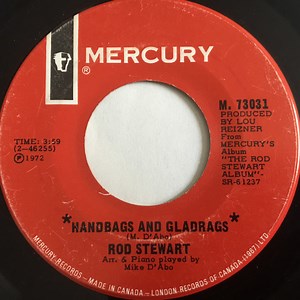 MERCURY
®
M. 73031
PRODUCED BY LOU
REIZNER
From
MERCURY'S
Album
"THE ROD
STEWART
ALBUM"-
SR-61237
TIME: 3:59
(2-46255)
℗ 1972
*HANDBAGS AND GLADRAGS*
(M. D'Abo)
ROD STEWART
Arr. & Piano played by
Mike D'Abo
MERCURY-RECORDS - MADE IN CANADA - LONDON RECORDS OF CANADA (1967) LTD